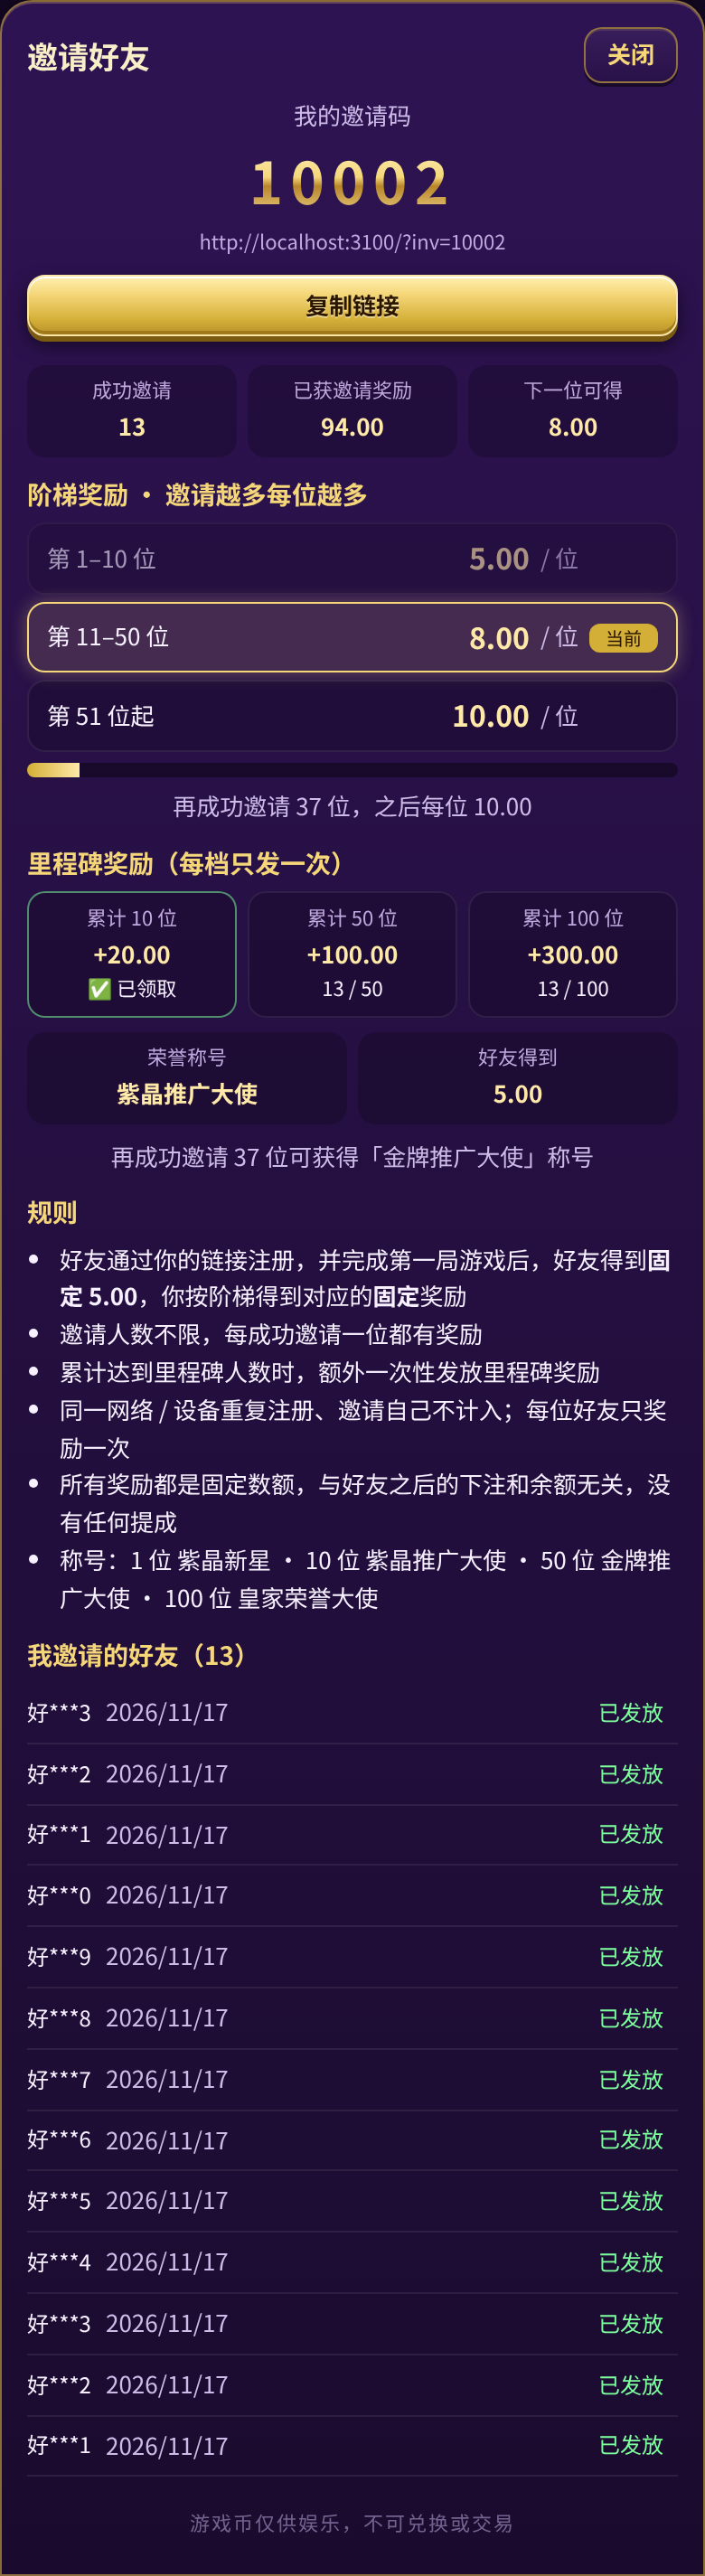 邀请好友
关闭
我的邀请码
10002
http://localhost:3100/?inv=10002
复制链接
成功邀请 已获邀请奖励 下一位可得
13 94.00 8.00
阶梯奖励 · 邀请越多每位越多
第 1–10 位 5.00 / 位
第 11–50 位 8.00 / 位 当前
第 51 位起 10.00 / 位
再成功邀请 37 位，之后每位 10.00
里程碑奖励（每档只发一次）
累计 10 位 累计 50 位 累计 100 位
+20.00 +100.00 +300.00
✅ 已领取 13 / 50 13 / 100
荣誉称号 好友得到
紫晶推广大使 5.00
再成功邀请 37 位可获得「金牌推广大使」称号
规则
• 好友通过你的链接注册，并完成第一局游戏后，好友得到固
定 5.00，你按阶梯得到对应的固定奖励
• 邀请人数不限，每成功邀请一位都有奖励
• 累计达到里程碑人数时，额外一次性发放里程碑奖励
• 同一网络 / 设备重复注册、邀请自己不计入；每位好友只奖
励一次
• 所有奖励都是固定数额，与好友之后的下注和余额无关，没
有任何提成
• 称号：1 位 紫晶新星 · 10 位 紫晶推广大使 · 50 位 金牌推
广大使 · 100 位 皇家荣誉大使
我邀请的好友（13）
好***3 2026/11/17 已发放
好***2 2026/11/17 已发放
好***1 2026/11/17 已发放
好***0 2026/11/17 已发放
好***9 2026/11/17 已发放
好***8 2026/11/17 已发放
好***7 2026/11/17 已发放
好***6 2026/11/17 已发放
好***5 2026/11/17 已发放
好***4 2026/11/17 已发放
好***3 2026/11/17 已发放
好***2 2026/11/17 已发放
好***1 2026/11/17 已发放
游戏币仅供娱乐，不可兑换或交易